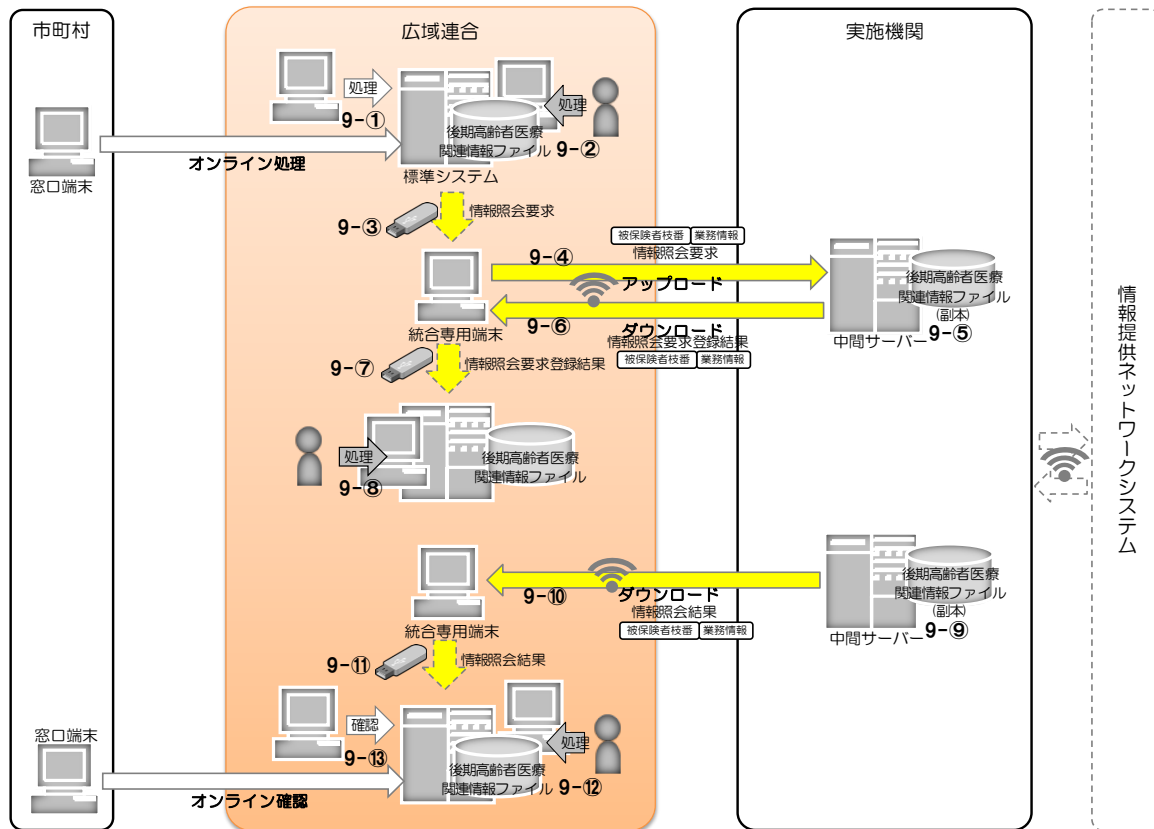 市町村
広域連合
実施機関
処理
9-①
処理
後期高齢者医療
関連情報ファイル
9-②
オンライン処理
窓口端末
標準システム
9-③
情報照会要求
被保険者枝番
業務情報
9-④
情報照会要求
アップロード
後期高齢者医療
関連情報ファイル
(副本)
9-⑤
中間サーバー
9-⑥
ダウンロード
情報照会要求登録結果
被保険者枝番
業務情報
統合専用端末
9-⑦
情報照会要求登録結果
処理
9-⑧
後期高齢者医療
関連情報ファイル
情報提供ネットワークシステム
後期高齢者医療
関連情報ファイル
(副本)
9-⑨
中間サーバー
9-⑩
ダウンロード
情報照会結果
被保険者枝番
業務情報
統合専用端末
9-⑪
情報照会結果
窓口端末
確認
9-⑬
処理
後期高齢者医療
関連情報ファイル
9-⑫
オンライン確認